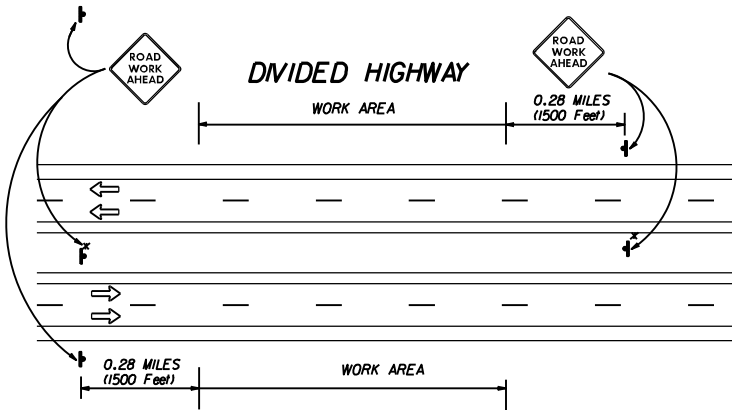 ROAD
WORK
AHEAD
DIVIDED HIGHWAY
ROAD
WORK
AHEAD
WORK AREA
0.28 MILES
(1500 Feet)
x
x
0.28 MILES
(1500 Feet)
WORK AREA